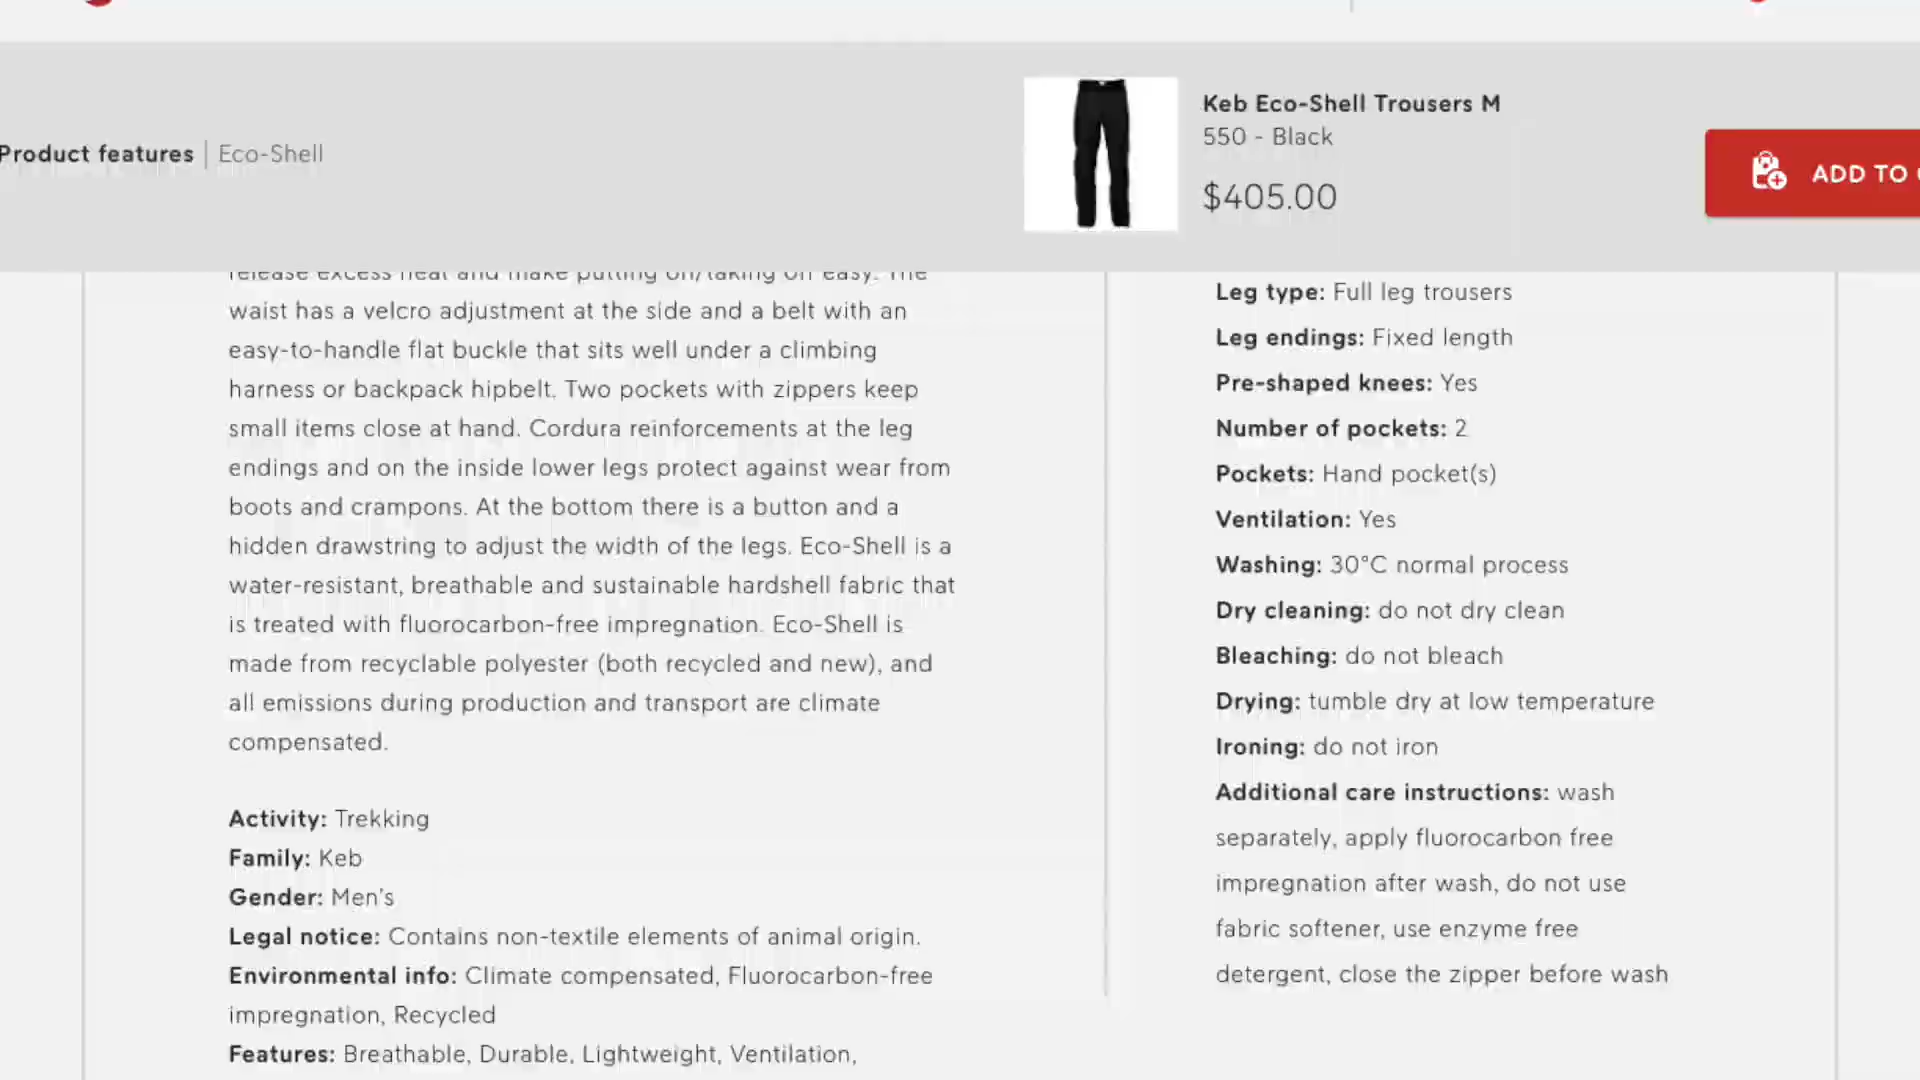 Product features | Eco-Shell
Keb Eco-Shell Trousers M
550 - Black
$405.00
ADD TO
release excess heat and make putting on/taking off easy. The
waist has a velcro adjustment at the side and a belt with an
easy-to-handle flat buckle that sits well under a climbing
harness or backpack hipbelt. Two pockets with zippers keep
small items close at hand. Cordura reinforcements at the leg
endings and on the inside lower legs protect against wear from
boots and crampons. At the bottom there is a button and a
hidden drawstring to adjust the width of the legs. Eco-Shell is a
water-resistant, breathable and sustainable hardshell fabric that
is treated with fluorocarbon-free impregnation. Eco-Shell is
made from recyclable polyester (both recycled and new), and
all emissions during production and transport are climate
compensated.
Activity: Trekking
Family: Keb
Gender: Men's
Legal notice: Contains non-textile elements of animal origin.
Environmental info: Climate compensated, Fluorocarbon-free
impregnation, Recycled
Features: Breathable, Durable, Lightweight, Ventilation,
Leg type: Full leg trousers
Leg endings: Fixed length
Pre-shaped knees: Yes
Number of pockets: 2
Pockets: Hand pocket(s)
Ventilation: Yes
Washing: 30°C normal process
Dry cleaning: do not dry clean
Bleaching: do not bleach
Drying: tumble dry at low temperature
Ironing: do not iron
Additional care instructions: wash
separately, apply fluorocarbon free
impregnation after wash, do not use
fabric softener, use enzyme free
detergent, close the zipper before wash